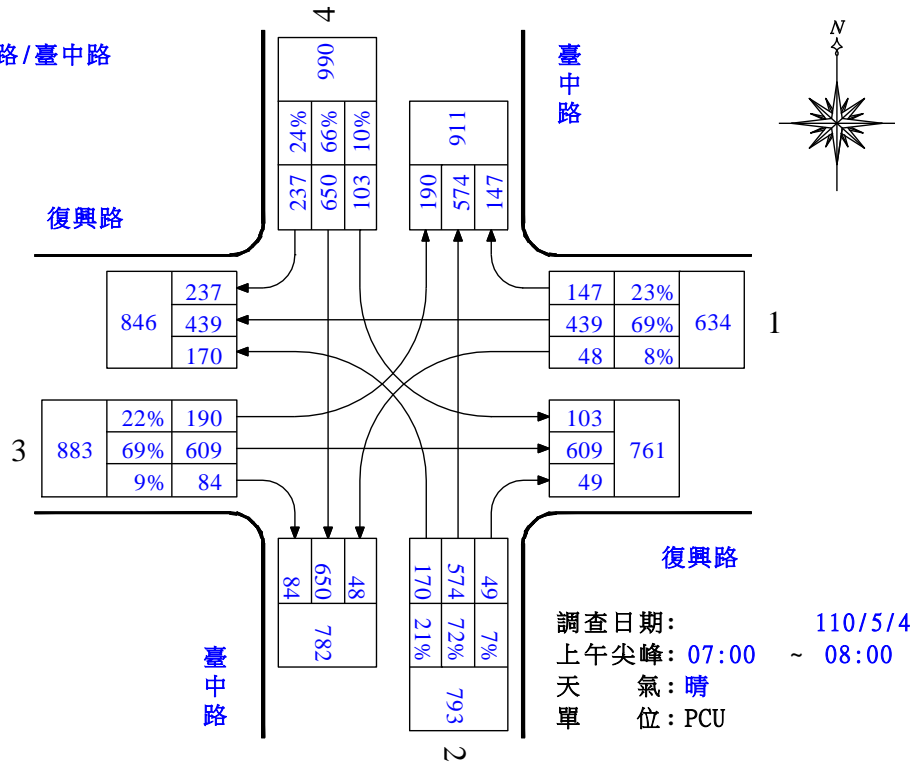 路/臺中路
4
990
24% 66% 10%
237 650 103
911
190 574 147
臺中路
N
復興路
846
237
439
170
147 23%
439 69%
48 8%
634
1
3
883
22% 190
69% 609
9% 84
103
609
49
761
84 650 48
782
170 574 49
21% 72% 7%
793
2
臺中路
復興路
調查日期: 110/5/4
上午尖峰: 07:00 ~ 08:00
天 氣: 晴
單 位: PCU